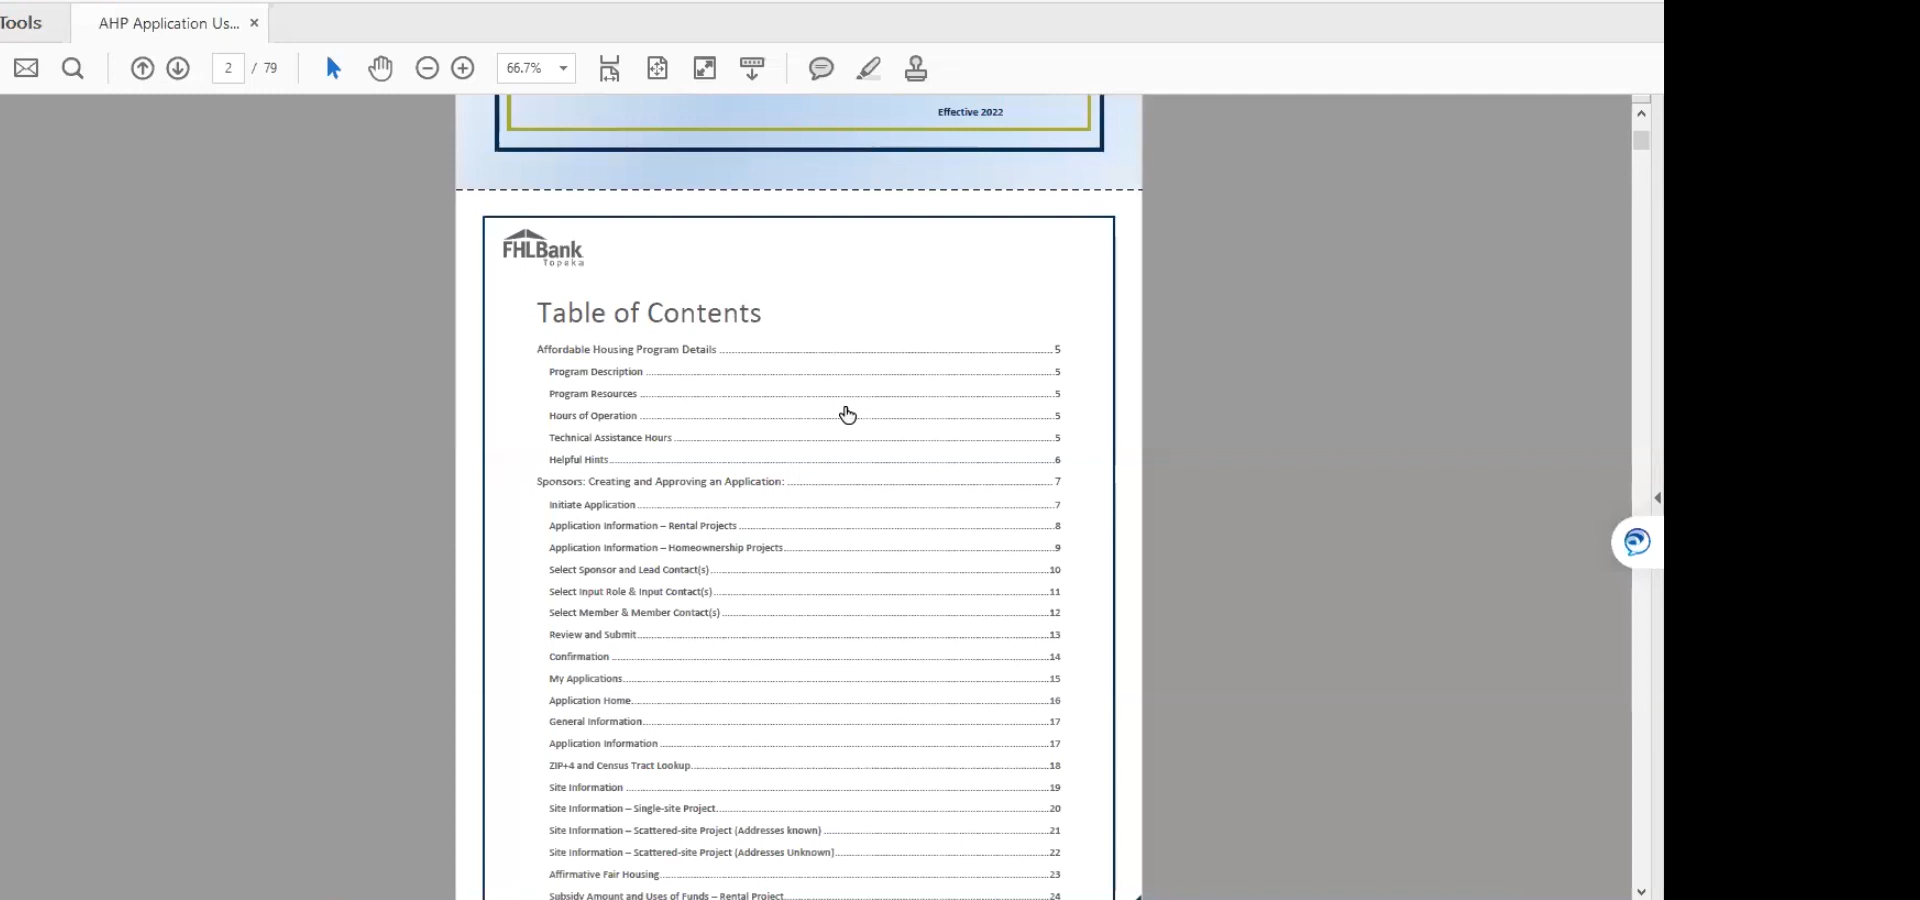 Tools AHP Application Us... ×
2 / 79 66.7%
Effective 2022
FHLBank
Topeka
Table of Contents
Affordable Housing Program Details 5
Program Description 5
Program Resources 5
Hours of Operation 5
Technical Assistance Hours 5
Helpful Hints 6
Sponsors: Creating and Approving an Application: 7
Initiate Application 7
Application Information – Rental Projects 8
Application Information – Homeownership Projects 9
Select Sponsor and Lead Contact(s) 10
Select Input Role & Input Contact(s) 11
Select Member & Member Contact(s) 12
Review and Submit 13
Confirmation 14
My Applications 15
Application Home 16
General Information 17
Application Information 17
ZIP+4 and Census Tract Lookup 18
Site Information 19
Site Information – Single-site Project 20
Site Information – Scattered-site Project (Addresses known) 21
Site Information – Scattered-site Project (Addresses Unknown) 22
Affirmative Fair Housing 23
Subsidy Amount and Uses of Funds – Rental Project 24